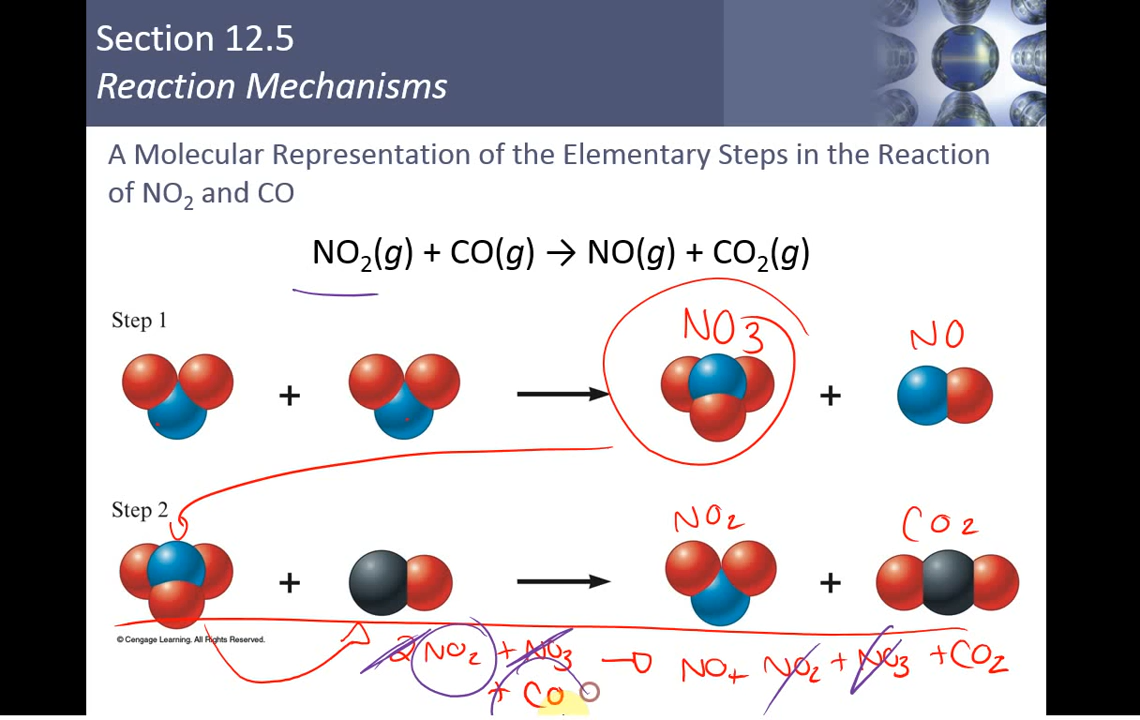 Section 12.5
Reaction Mechanisms
A Molecular Representation of the Elementary Steps in the Reaction
of NO₂ and CO
NO₂(g) + CO(g) → NO(g) + CO₂(g)
Step 1
NO3
NO
+ → +
Step 2
NO2
CO2
+ → +
© Cengage Learning. All Rights Reserved.
2NO2 + NO3 → NO + NO2 + NO3 + CO2
+ CO